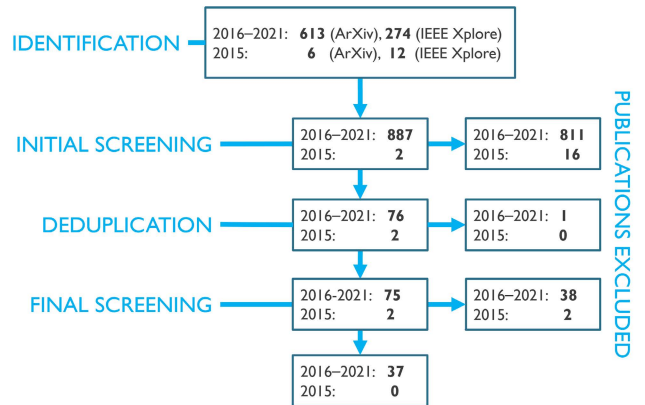 IDENTIFICATION
2016–2021: 613 (ArXiv), 274 (IEEE Xplore)
2015: 6 (ArXiv), 12 (IEEE Xplore)
INITIAL SCREENING
2016–2021: 887
2015: 2
2016–2021: 811
2015: 16
DEDUPLICATION
2016–2021: 76
2015: 2
2016–2021: 1
2015: 0
FINAL SCREENING
2016-2021: 75
2015: 2
2016–2021: 38
2015: 2
2016–2021: 37
2015: 0
PUBLICATIONS EXCLUDED